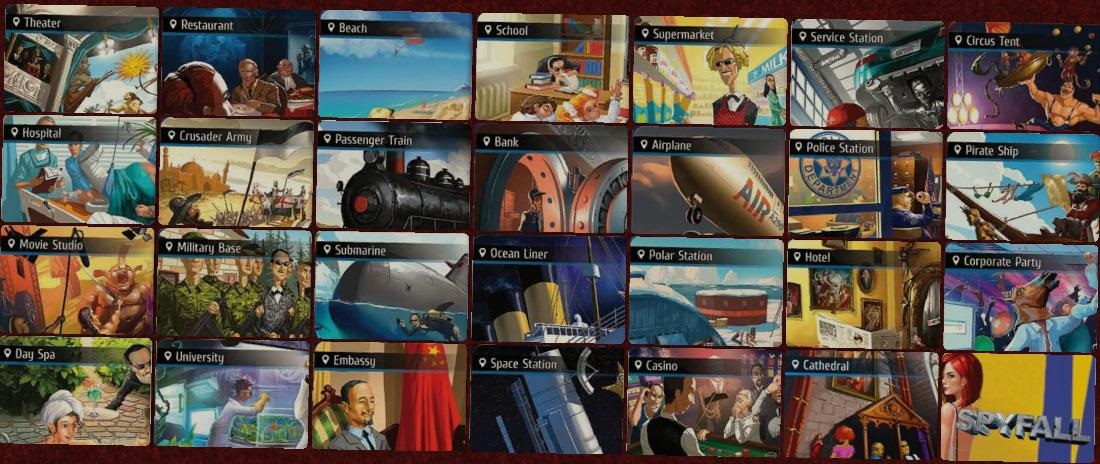 Theater
Restaurant
Beach
School
Supermarket
MILK
Service Station
Circus Tent
Hospital
Crusader Army
Passenger Train
Bank
Airplane
AIR
Police Station
DEPARTMENT
Pirate Ship
Movie Studio
Military Base
Submarine
Ocean Liner
Polar Station
Hotel
Corporate Party
Day Spa
University
Embassy
Space Station
Casino
Cathedral
SPYFALL